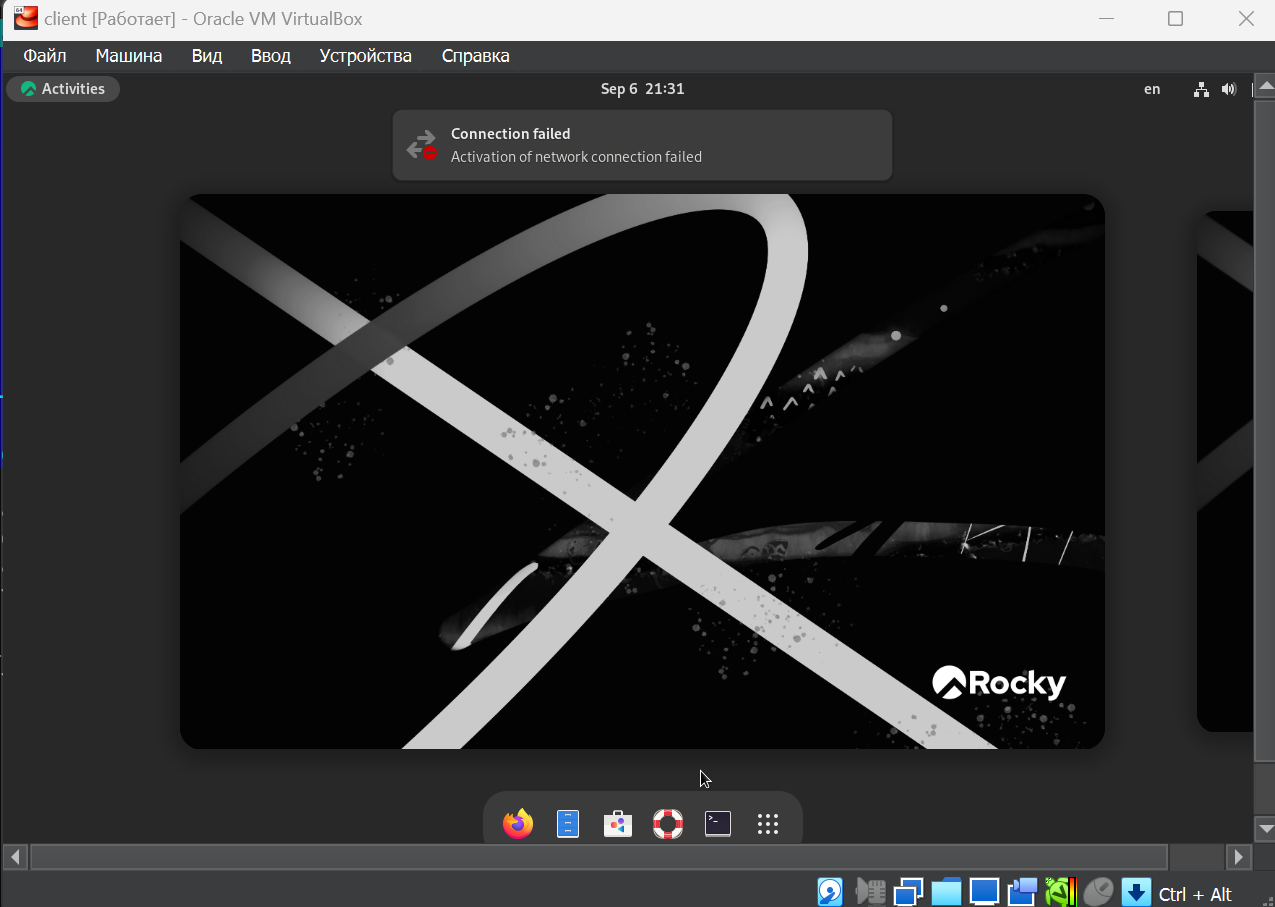 64
client [Работает] - Oracle VM VirtualBox
Файл Машина Вид Ввод Устройства Справка
Activities Sep 6 21:31 en
Connection failed
Activation of network connection failed
Rocky
Ctrl + Alt